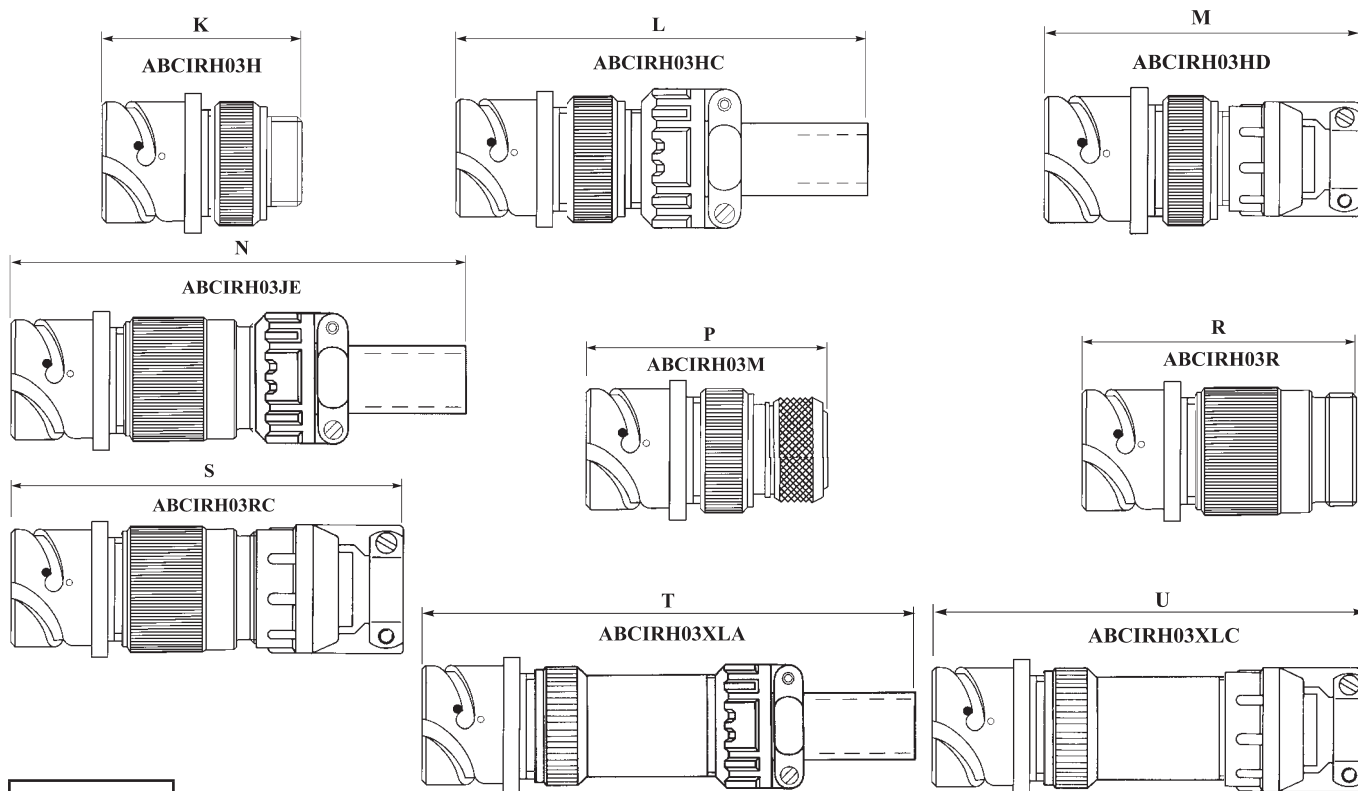 K
ABCIRH03H
L
ABCIRH03HC
M
ABCIRH03HD
N
ABCIRH03JE
P
ABCIRH03M
R
ABCIRH03R
S
ABCIRH03RC
T
ABCIRH03XLA
U
ABCIRH03XLC